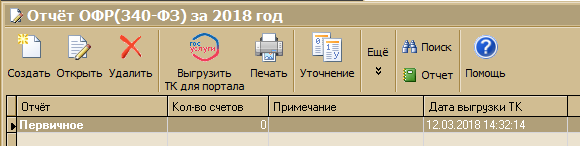 Отчёт ОФР(340-ФЗ) за 2018 год
гос
услуги
Создать Открыть Удалить Выгрузить
ТК для портала Печать Уточнение Ещё Поиск
Отчет Помощь
Отчёт Кол-во счетов Примечание Дата выгрузки ТК
Первичное 0 12.03.2018 14:32:14